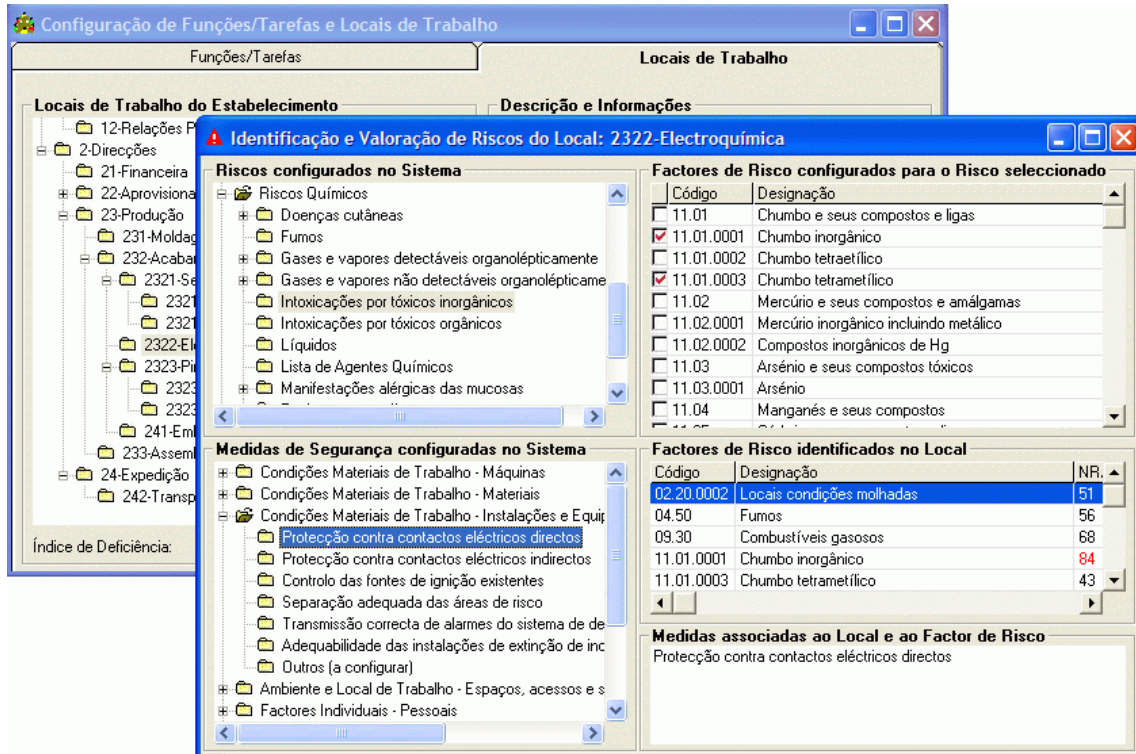 Configuração de Funções/Tarefas e Locais de Trabalho
Funções/Tarefas
Locais de Trabalho
Locais de Trabalho do Estabelecimento
12-Relações P
2-Direcções
21-Financeira
22-Aprovisiona
23-Produção
231-Moldag
232-Acabar
2321-Se
2321
2321
2322-Ele
2323-Pi
2323
2323
241-Emb
233-Assem
24-Expedição
242-Transp
Índice de Deficiência:
Descrição e Informações
Identificação e Valoração de Riscos do Local: 2322-Electroquímica
Riscos configurados no Sistema
Riscos Químicos
Doenças cutâneas
Fumos
Gases e vapores detectáveis organolépticamente
Gases e vapores não detectáveis organolépticame
Intoxicações por tóxicos inorgânicos
Intoxicações por tóxicos orgânicos
Líquidos
Lista de Agentes Químicos
Manifestações alérgicas das mucosas
Factores de Risco configurados para o Risco seleccionado
Código Designação
11.01 Chumbo e seus compostos e ligas
11.01.0001 Chumbo inorgânico
11.01.0002 Chumbo tetraetílico
11.01.0003 Chumbo tetrametílico
11.02 Mercúrio e seus compostos e amálgamas
11.02.0001 Mercúrio inorgânico incluindo metálico
11.02.0002 Compostos inorgânicos de Hg
11.03 Arsénio e seus compostos tóxicos
11.03.0001 Arsénio
11.04 Manganés e seus compostos
Medidas de Segurança configuradas no Sistema
Condições Materiais de Trabalho - Máquinas
Condições Materiais de Trabalho - Materiais
Condições Materiais de Trabalho - Instalações e Equip
Protecção contra contactos eléctricos directos
Protecção contra contactos eléctricos indirectos
Controlo das fontes de ignição existentes
Separação adequada das áreas de risco
Transmissão correcta de alarmes do sistema de de
Adequabilidade das instalações de extinção de inc
Outros (a configurar)
Ambiente e Local de Trabalho - Espaços, acessos e s
Factores Individuais - Pessoais
Factores de Risco identificados no Local
Código Designação NR.
02.20.0002 Locais condições molhadas 51
04.50 Fumos 56
09.30 Combustíveis gasosos 68
11.01.0001 Chumbo inorgânico 84
11.01.0003 Chumbo tetrametílico 43
Medidas associadas ao Local e ao Factor de Risco
Protecção contra contactos eléctricos directos